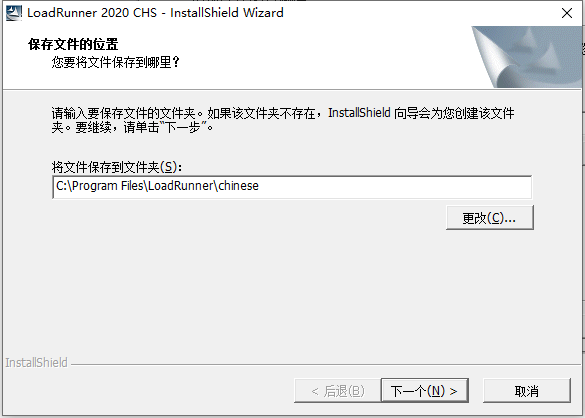 LoadRunner 2020 CHS - InstallShield Wizard
保存文件的位置
您要将文件保存到哪里？
请输入要保存文件的文件夹。如果该文件夹不存在，InstallShield 向导会为您创建该文件
夹。要继续，请单击“下一步”。
将文件保存到文件夹(S):
C:\Program Files\LoadRunner\chinese
更改(C)...
InstallShield
< 后退(B)
下一个(N) >
取消